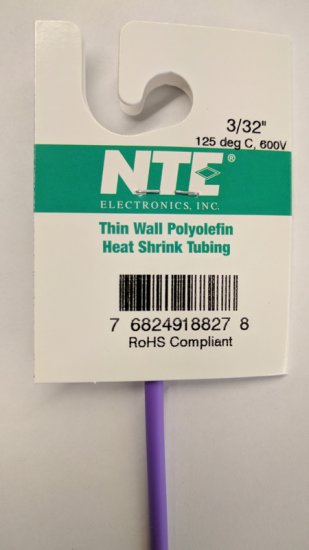 3/32"
125 deg C, 600V
NTE®
ELECTRONICS, INC.
Thin Wall Polyolefin
Heat Shrink Tubing
7 6824918827 8
RoHS Compliant